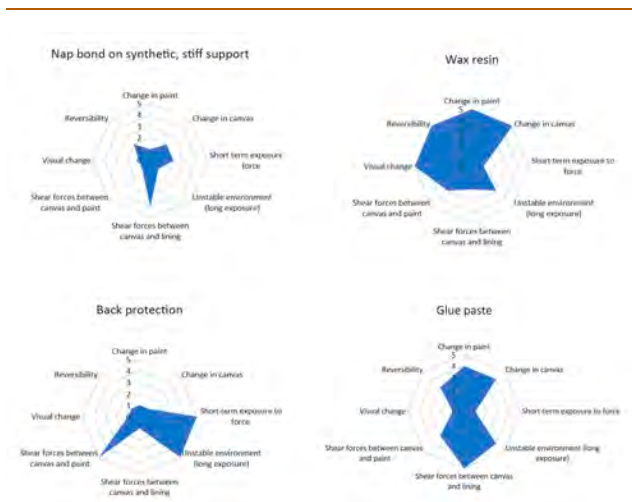 Nap bond on synthetic, stiff support
Change in paint
5
4
3
2
Reversibility
Change in canvas
Visual change
Short term exposure
force
Shear forces between
canvas and paint
Unstable environment
(long exposure)
Shear forces between
canvas and lining
Wax resin
Change in paint
5
Reversibility
Change in canvas
Visual change
Short-term exposure to
force
Shear forces between
canvas and paint
Unstable environment
(long exposure)
Shear forces between
canvas and lining
Back protection
Change in paint
5
4
3
2
1
Reversibility
Change in canvas
Visual change
Short-term exposure to
force
Shear forces between
canvas and paint
Unstable environment
(long exposure)
Shear forces between
canvas and lining
Glue paste
Change in paint
5
4
Reversibility
Change in canvas
Visual change
Short-term exposure to force
Shear forces between canvas
and paint
Unstable environment (long
exposure)
Shear forces between canvas
and lining